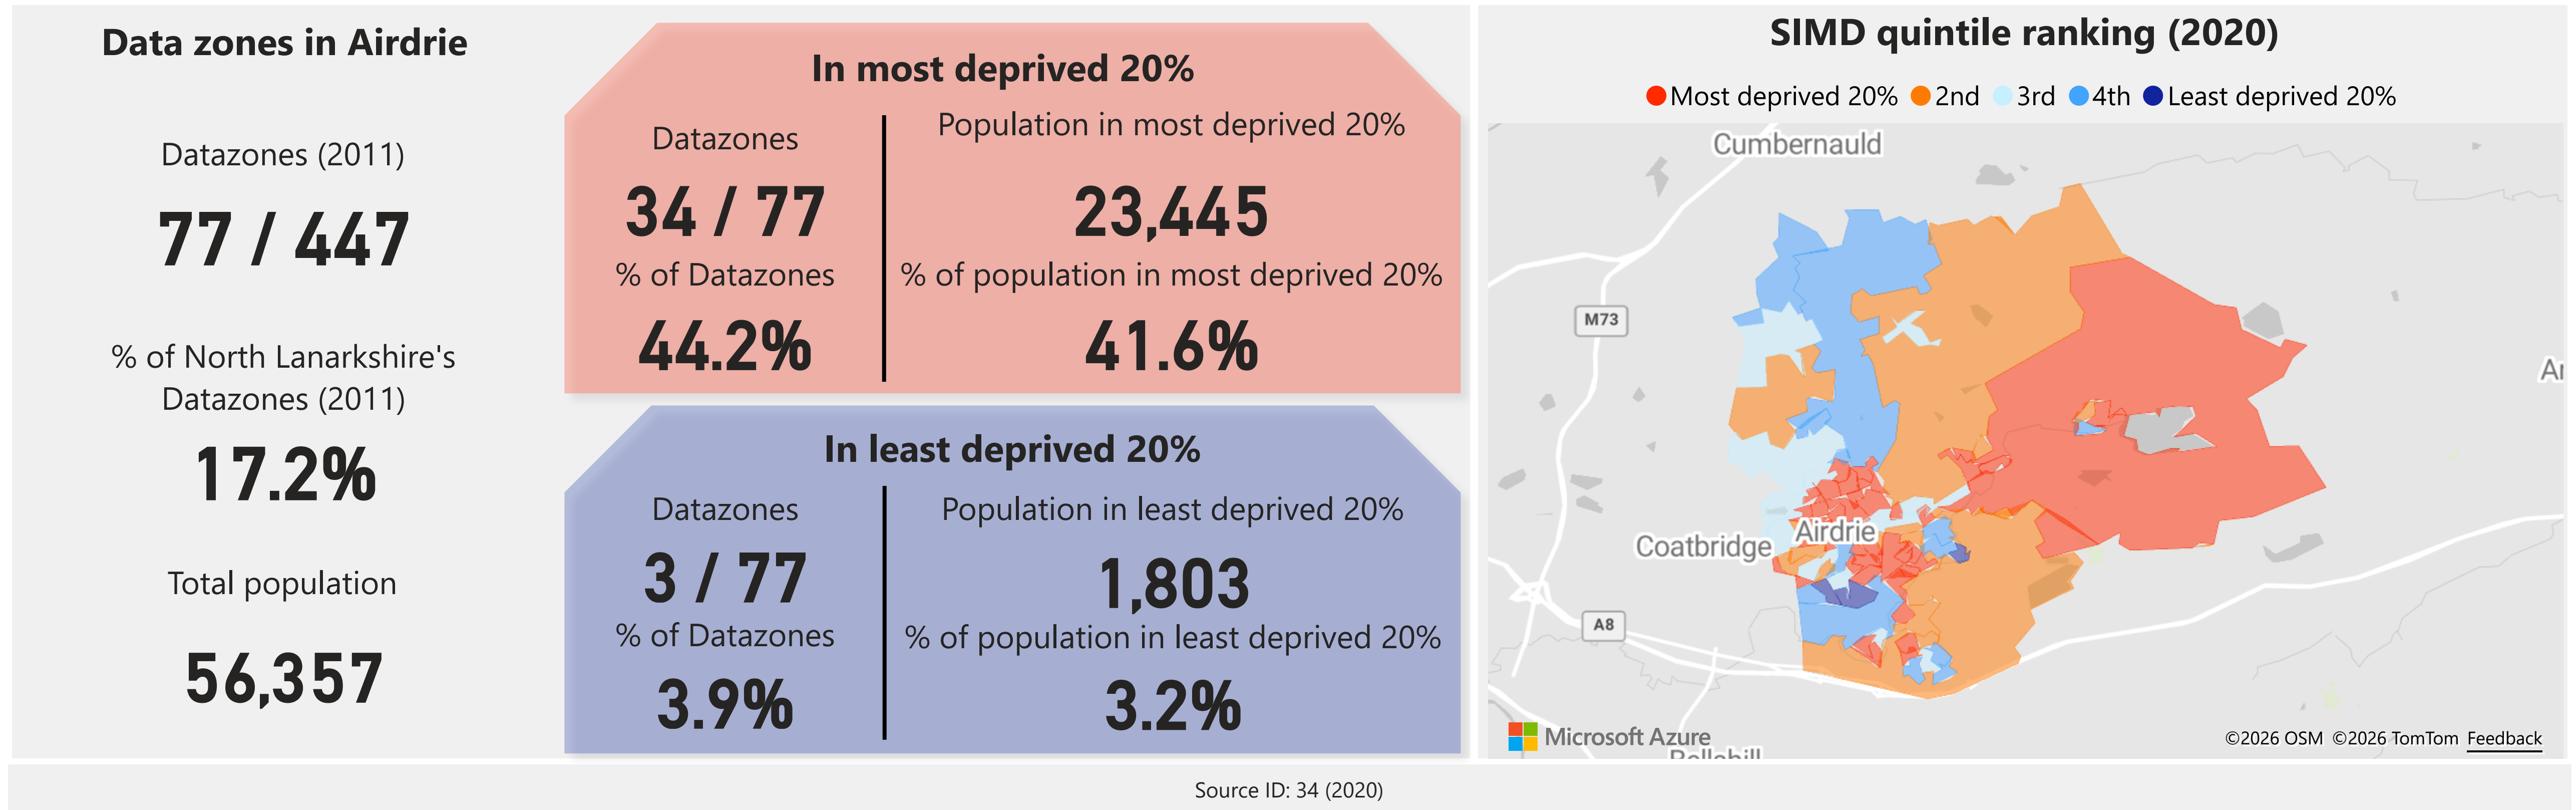 Data zones in Airdrie
Datazones (2011)
77 / 447
% of North Lanarkshire's
Datazones (2011)
17.2%
Total population
56,357
In most deprived 20%
Datazones
34 / 77
% of Datazones
44.2%
Population in most deprived 20%
23,445
% of population in most deprived 20%
41.6%
In least deprived 20%
Datazones
3 / 77
% of Datazones
3.9%
Population in least deprived 20%
1,803
% of population in least deprived 20%
3.2%
SIMD quintile ranking (2020)
Most deprived 20% 2nd 3rd 4th Least deprived 20%
Cumbernauld
M73
Airdrie
Coatbridge
A8
Microsoft Azure
©2026 OSM ©2026 TomTom Feedback
Source ID: 34 (2020)